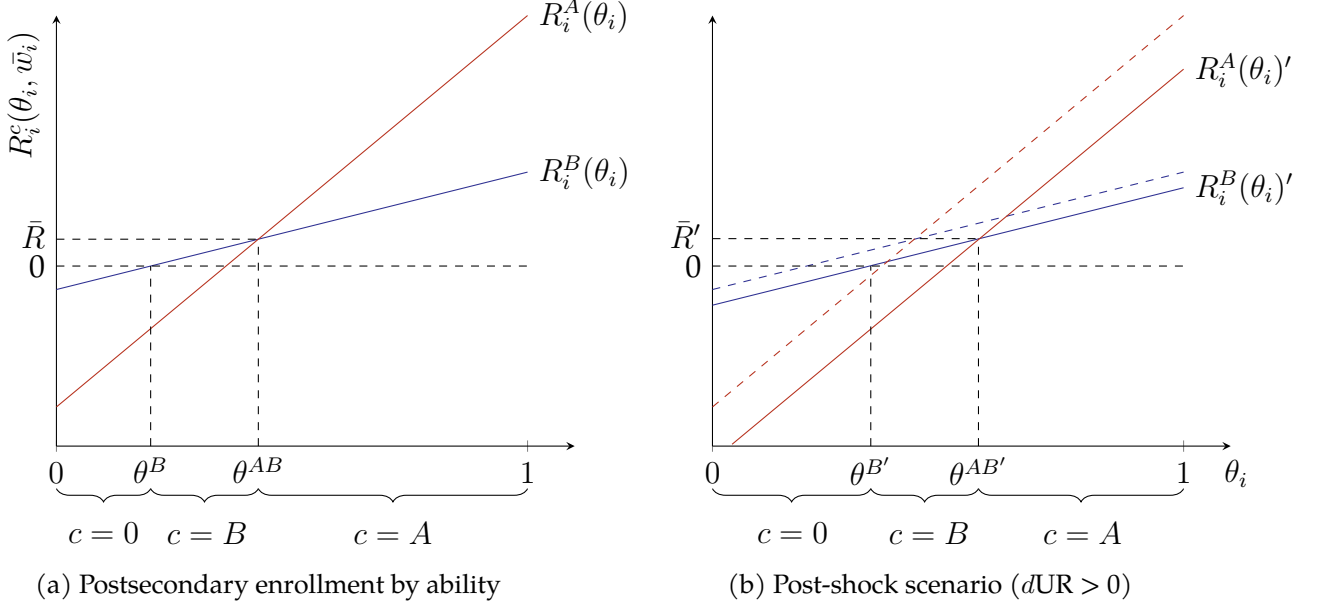 R_i^c(θ_i, w̄_i)
R_i^A(θ_i)
R_i^B(θ_i)
R̄
0
0 θ^B θ^{AB} 1
c = 0 c = B c = A
(a) Postsecondary enrollment by ability
R_i^A(θ_i)′
R_i^B(θ_i)′
R̄′
0
0 θ^{B′} θ^{AB′} 1 θ_i
c = 0 c = B c = A
(b) Post-shock scenario (dUR > 0)